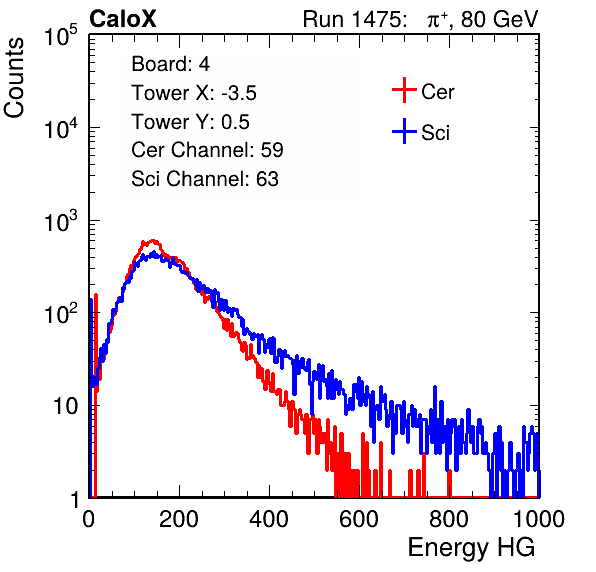 CaloX Run 1475: π⁺, 80 GeV
Counts
Board: 4
Tower X: -3.5
Tower Y: 0.5
Cer Channel: 59
Sci Channel: 63
Cer
Sci
10⁵
10⁴
10³
10²
10
1
0 200 400 600 800 1000
Energy HG